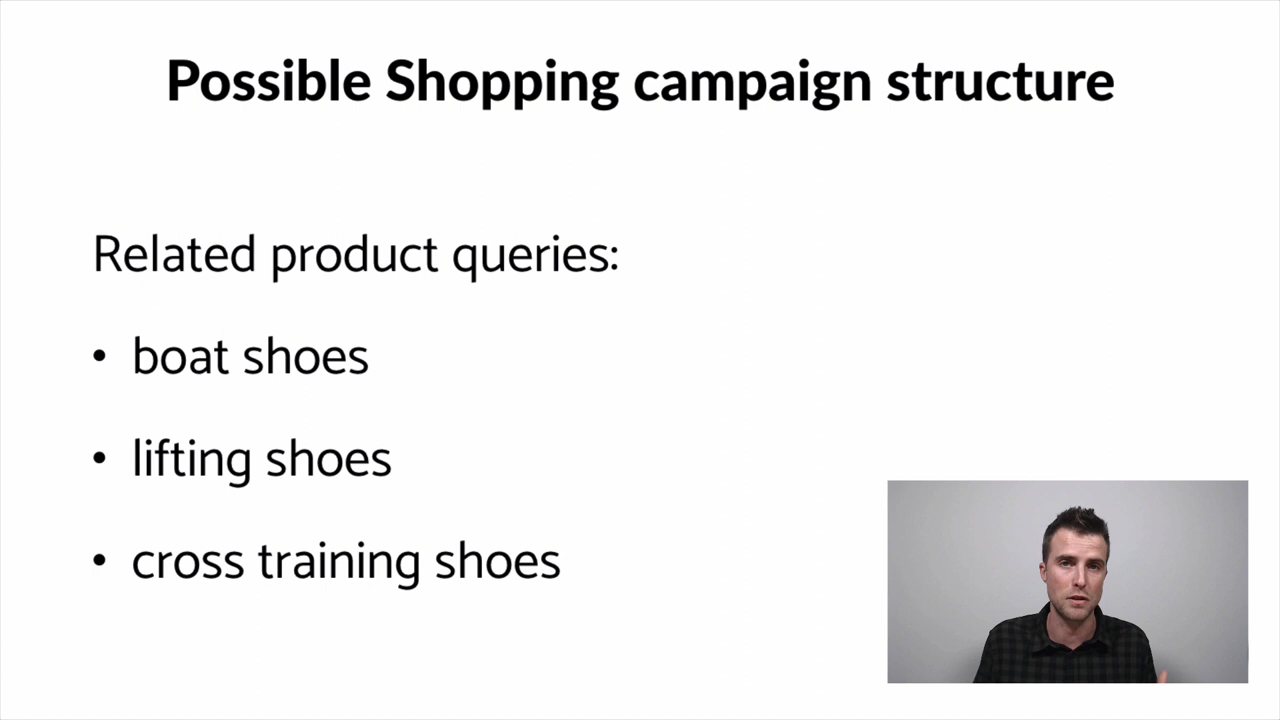 Possible Shopping campaign structure
Related product queries:
• boat shoes
• lifting shoes
• cross training shoes